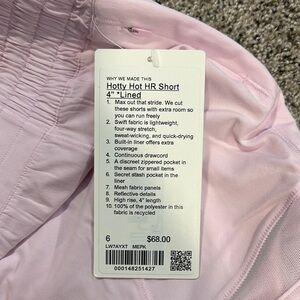 WHY WE MADE THIS
Hotty Hot HR Short
4" *Lined
1. Max out that stride. We cut
these shorts with extra room so
you can run freely
2. Swift fabric is lightweight,
four-way stretch,
sweat-wicking, and quick-drying
3. Built-in liner offers extra
coverage
4. Continuous drawcord
5. A discreet zippered pocket in
the seam for small items
6. Secret stash pocket in the
liner
7. Mesh fabric panels
8. Reflective details
9. High rise, 4" length
10. 100% of the polyester in this
fabric is recycled
6 $68.00
LW7AYXT MEPK
000148251427